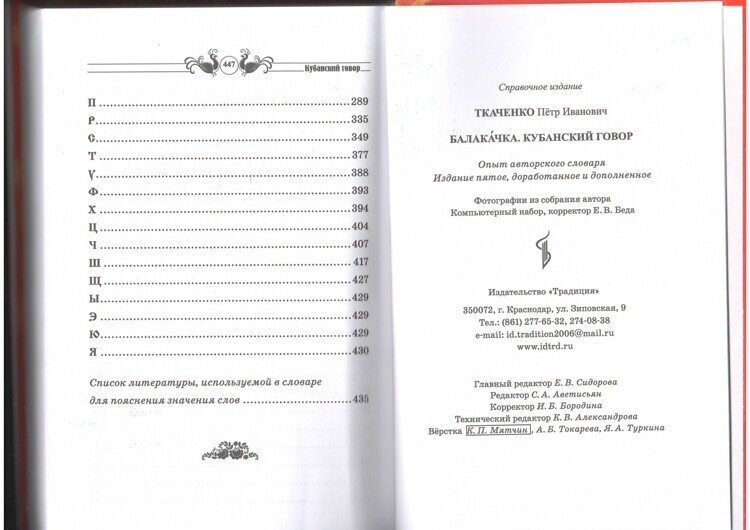 447
Кубанский говор
П ........ 289
Р ........ 335
С ........ 349
Т ........ 377
У ........ 388
Ф ........ 393
Х ........ 394
Ц ........ 404
Ч ........ 407
Ш ........ 417
Щ ........ 427
Ы ........ 429
Э ........ 429
Ю ........ 429
Я ........ 430
Список литературы, используемой в словаре
для пояснения значения слов ........ 435
Справочное издание
ТКАЧЕНКО Пётр Иванович
БАЛАКА́ЧКА. КУБАНСКИЙ ГОВОР
Опыт авторского словаря
Издание пятое, доработанное и дополненное
Фотографии из собрания автора
Компьютерный набор, корректор Е. В. Беда
Издательство «Традиция»
350072, г. Краснодар, ул. Зиповская, 9
Тел.: (861) 277-65-32, 274-08-38
e-mail: id.tradition2006@mail.ru
www.idtrd.ru
Главный редактор Е. В. Сидорова
Редактор С. А. Аветисьян
Корректор И. Б. Бородина
Технический редактор К. В. Александрова
Вёрстка К. П. Мятчин, А. Б. Токарева, Я. А. Туркина